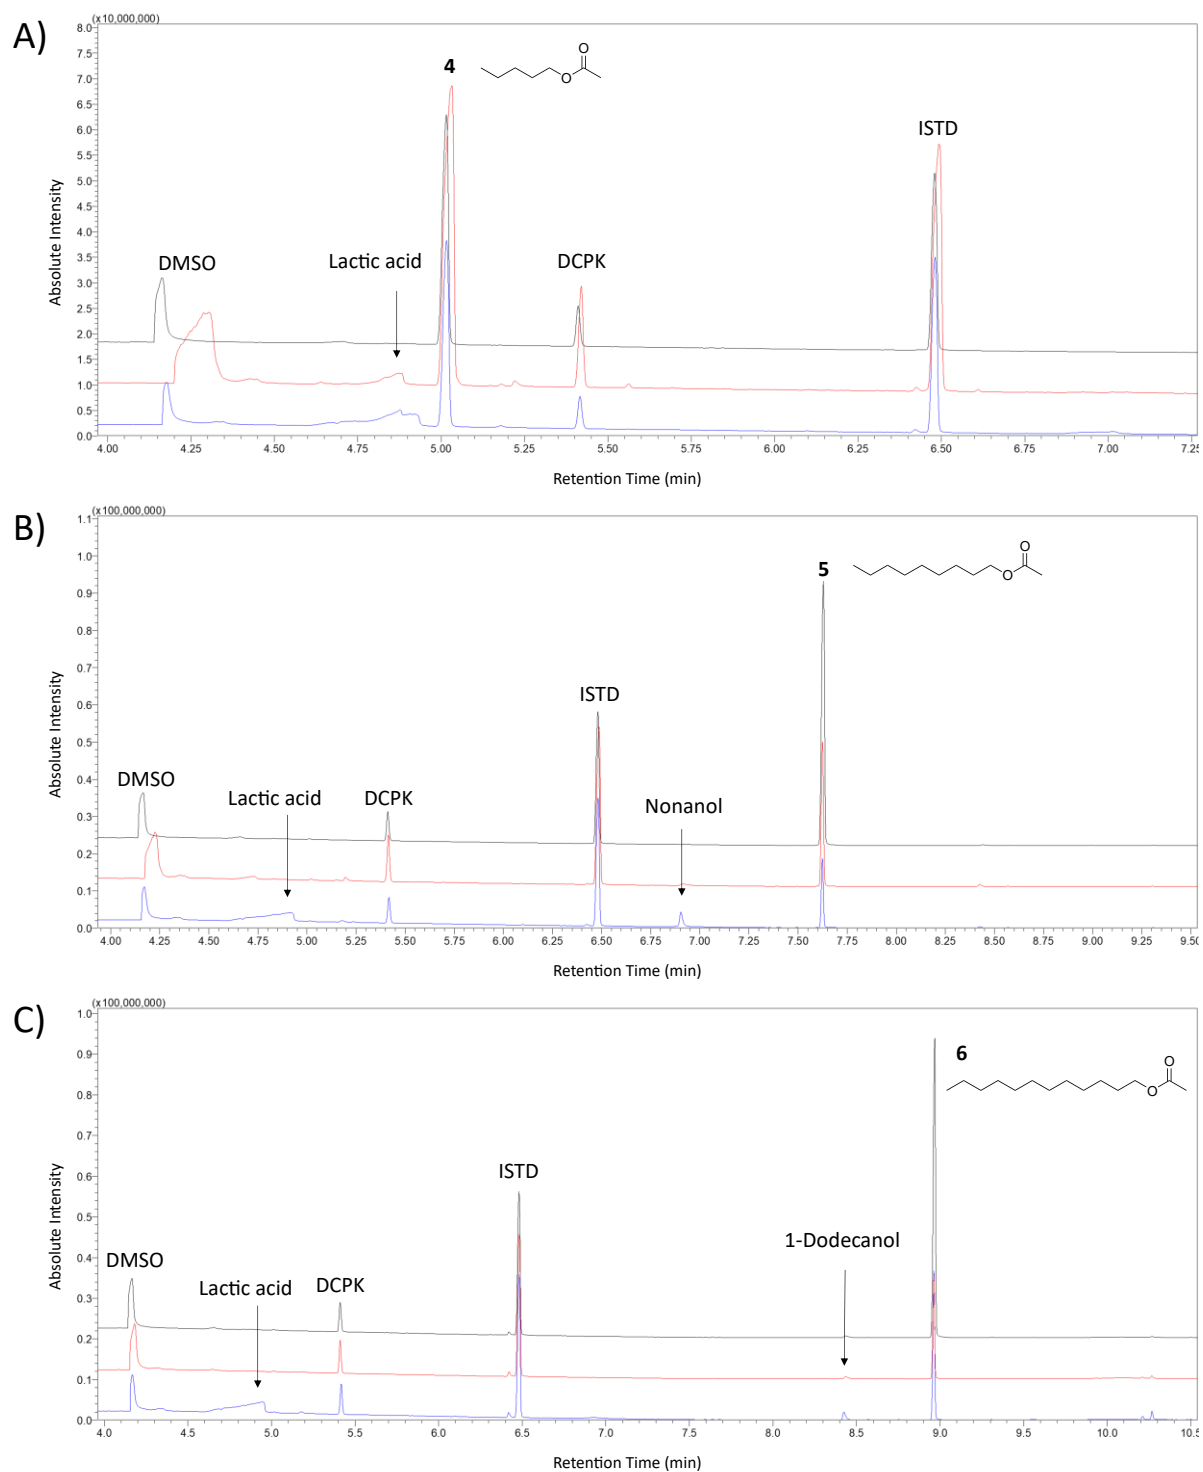 A)
(x10,000,000)
8.0
7.5
7.0
6.5
6.0
5.5
5.0
4.5
4.0
3.5
3.0
2.5
2.0
1.5
1.0
0.5
0.0
Absolute Intensity
4
O
O
ISTD
DMSO
Lactic acid
DCPK
4.00 4.25 4.50 4.75 5.00 5.25 5.50 5.75 6.00 6.25 6.50 6.75 7.00 7.25
Retention Time (min)
B)
(x100,000,000)
1.1
1.0
0.9
0.8
0.7
0.6
0.5
0.4
0.3
0.2
0.1
0.0
Absolute Intensity
5
O
O
ISTD
DMSO
Lactic acid
DCPK
Nonanol
4.00 4.25 4.50 4.75 5.00 5.25 5.50 5.75 6.00 6.25 6.50 6.75 7.00 7.25 7.50 7.75 8.00 8.25 8.50 8.75 9.00 9.25 9.50
Retention Time (min)
C)
(x100,000,000)
1.0
0.9
0.8
0.7
0.6
0.5
0.4
0.3
0.2
0.1
0.0
Absolute Intensity
6
O
O
ISTD
1-Dodecanol
DMSO
Lactic acid
DCPK
4.0 4.5 5.0 5.5 6.0 6.5 7.0 7.5 8.0 8.5 9.0 9.5 10.0 10.5
Retention Time (min)